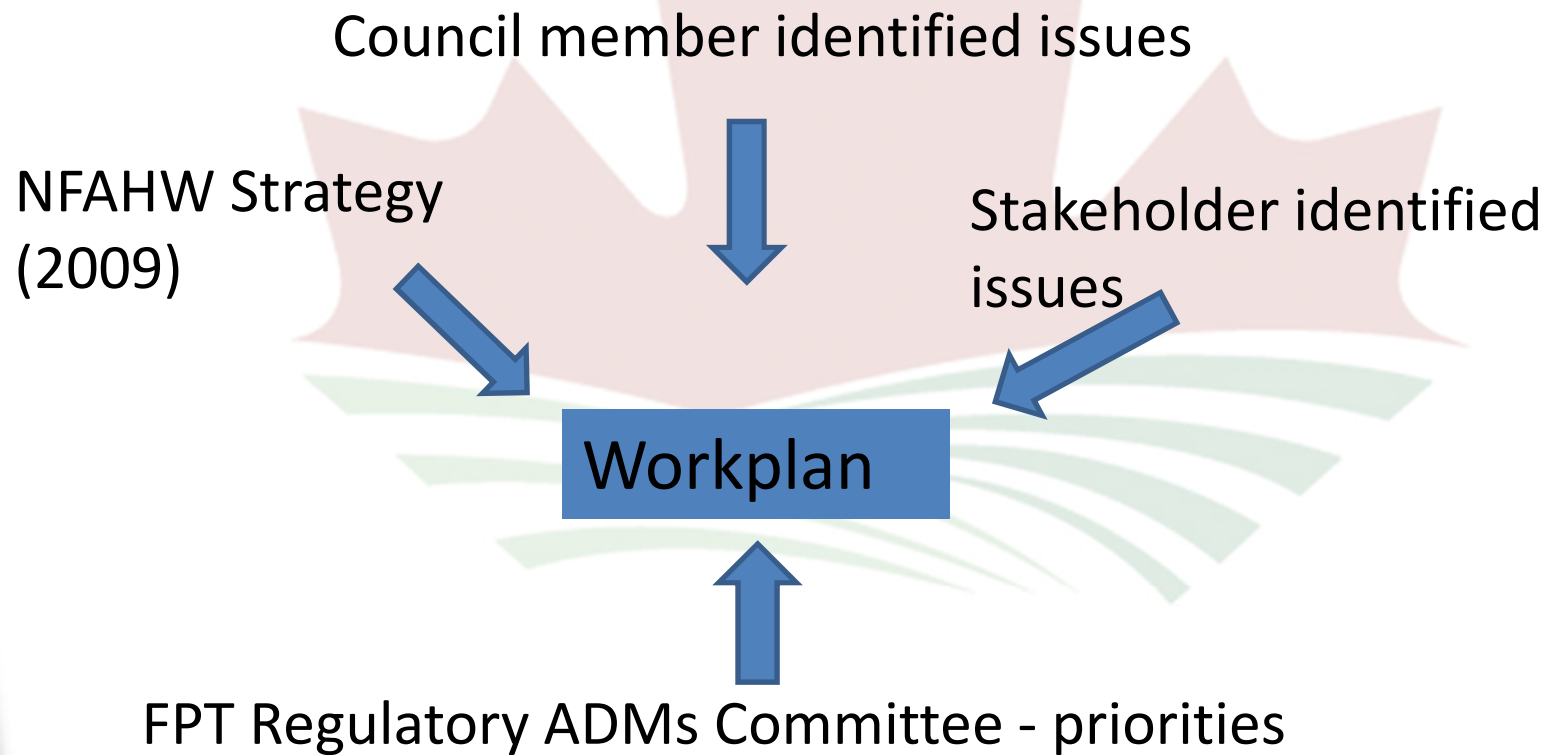 Council member identified issues
NFAHW Strategy
(2009)
Stakeholder identified
issues
Workplan
FPT Regulatory ADMs Committee - priorities